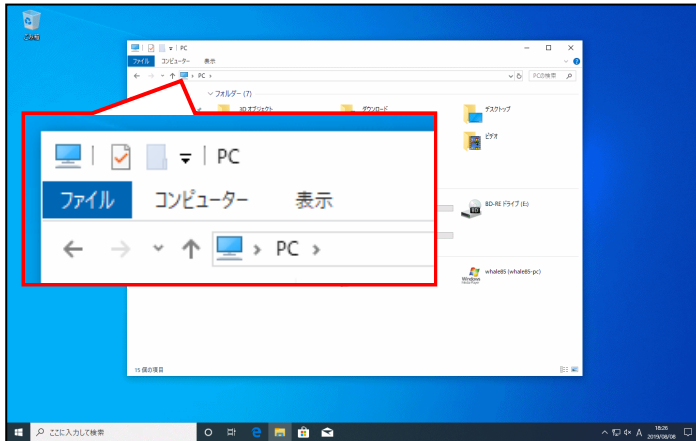 ごみ箱
PC
ファイル コンピューター 表示
PC
PCの検索
フォルダー (7)
3D オブジェクト ダウンロード デスクトップ
ビデオ
PC
ファイル コンピューター 表示
PC
BD-RE ドライブ (E:)
whale85 (whale85-pc)
15 個の項目
ここに入力して検索
A
18:26
2019/08/08